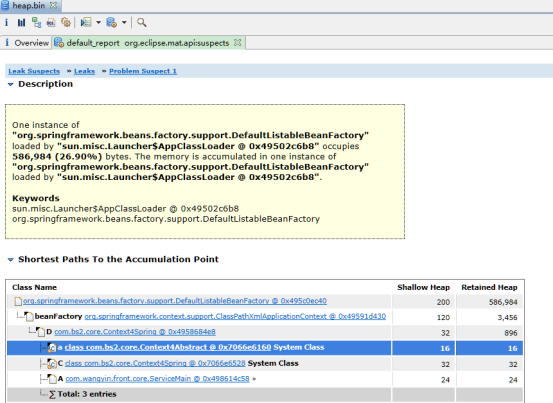 heap.bin
i Overview default_report org.eclipse.mat.api:suspects
Leak Suspects » Leaks » Problem Suspect 1
Description
One instance of
"org.springframework.beans.factory.support.DefaultListableBeanFactory"
loaded by "sun.misc.Launcher$AppClassLoader @ 0x49502c6b8" occupies
586,984 (26.90%) bytes. The memory is accumulated in one instance of
"org.springframework.beans.factory.support.DefaultListableBeanFactory"
loaded by "sun.misc.Launcher$AppClassLoader @ 0x49502c6b8".
Keywords
sun.misc.Launcher$AppClassLoader @ 0x49502c6b8
org.springframework.beans.factory.support.DefaultListableBeanFactory
Shortest Paths To the Accumulation Point
Class Name Shallow Heap Retained Heap
org.springframework.beans.factory.support.DefaultListableBeanFactory @ 0x495c0ec40 200 586,984
beanFactory org.springframework.context.support.ClassPathXmlApplicationContext @ 0x49591d430 120 3,456
D com.bs2.core.Context4Spring @ 0x4958684e8 32 896
a class com.bs2.core.Context4Abstract @ 0x7066e6160 System Class 16 16
C class com.bs2.core.Context4Spring @ 0x7066e6528 System Class 32 32
A com.wangyin.front.core.ServiceMain @ 0x498614c58 » 24 24
∑ Total: 3 entries